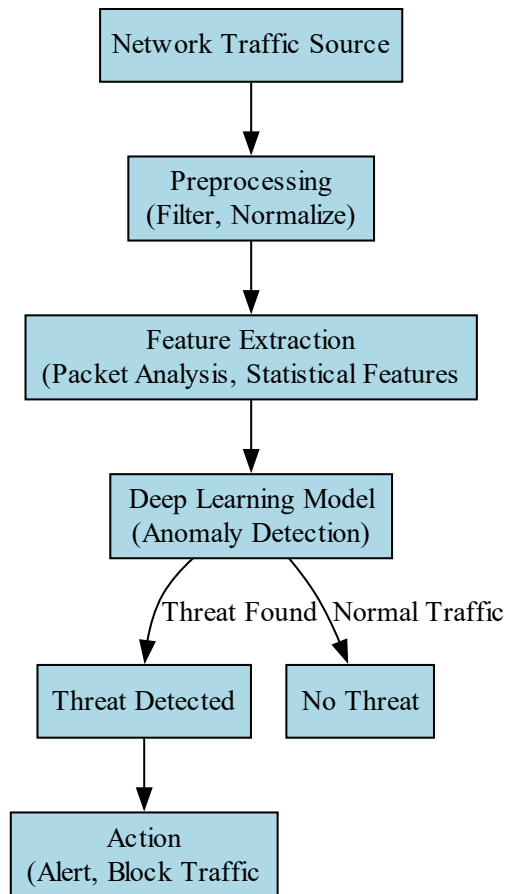 Network Traffic Source
Preprocessing
(Filter, Normalize)
Feature Extraction
(Packet Analysis, Statistical Features
Deep Learning Model
(Anomaly Detection)
Threat Found
Normal Traffic
Threat Detected
No Threat
Action
(Alert, Block Traffic